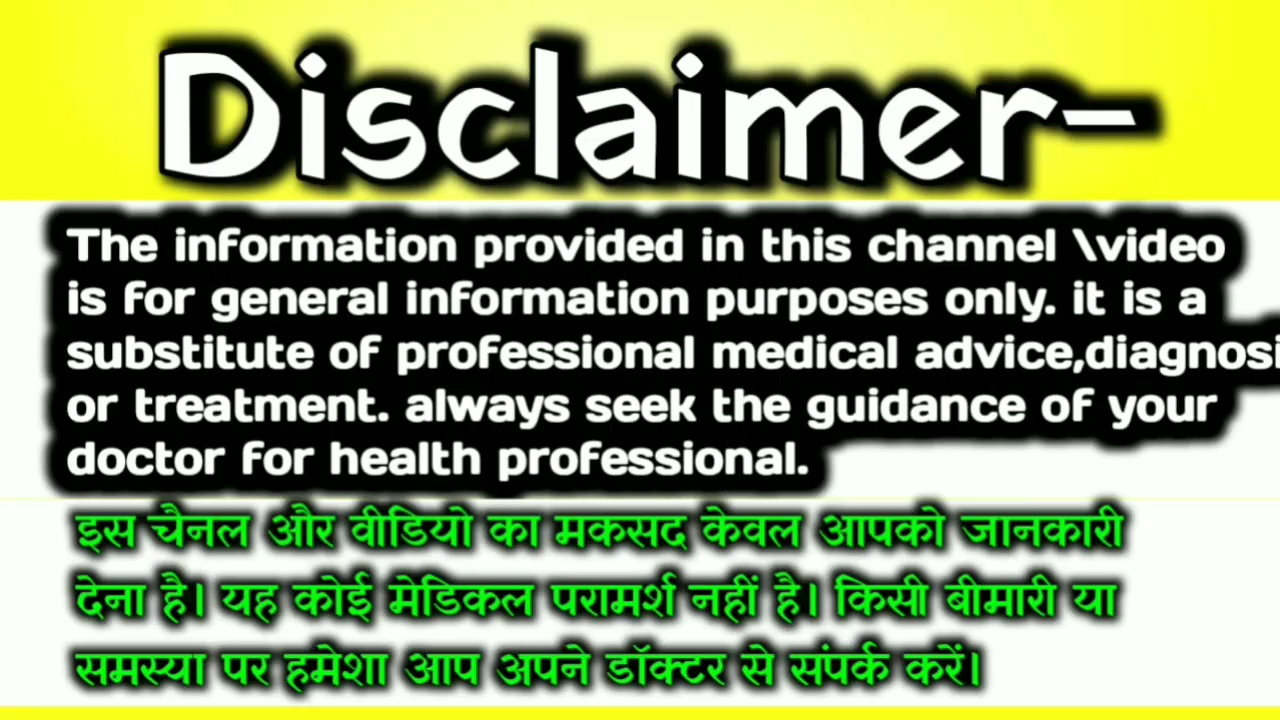 Disclaimer-
The information provided in this channel \video
is for general information purposes only. it is a
substitute of professional medical advice,diagnosi
or treatment. always seek the guidance of your
doctor for health professional.
इस चैनल और वीडियो का मकसद केवल आपको जानकारी
देना है। यह कोई मेडिकल परामर्श नहीं है। किसी बीमारी या
समस्या पर हमेशा आप अपने डॉक्टर से संपर्क करें।